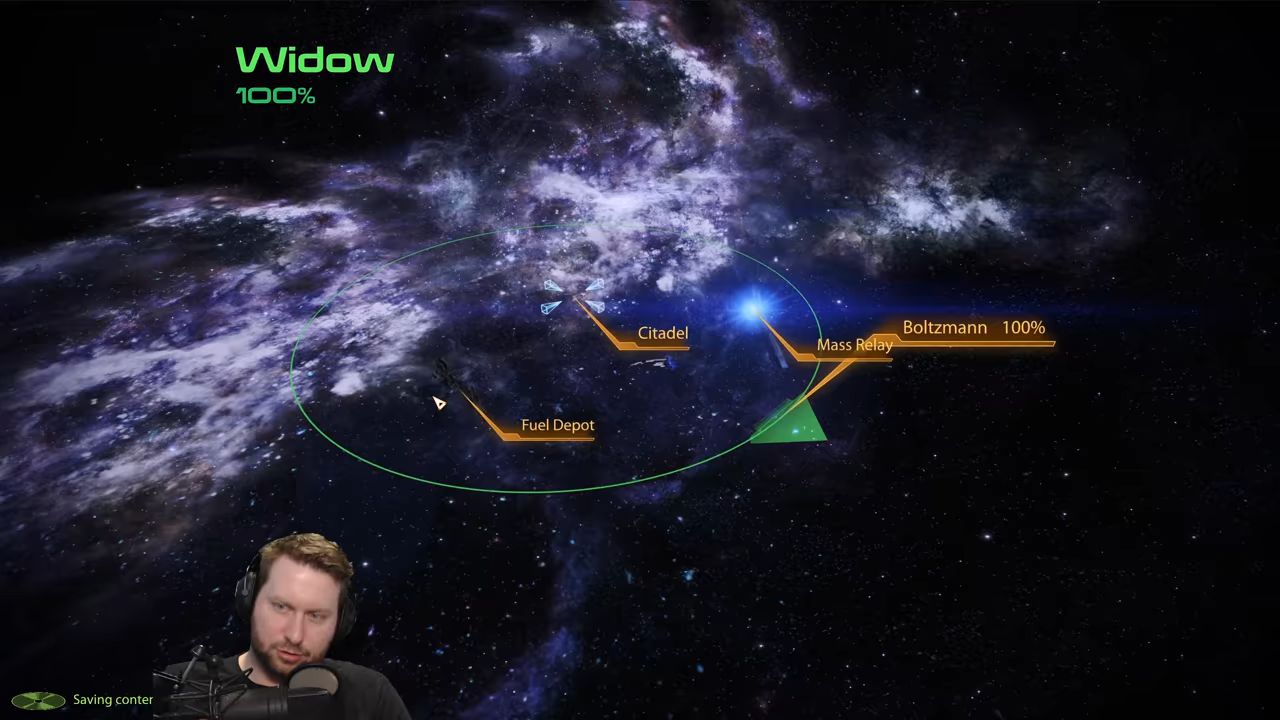 Widow
100%
Citadel
Boltzmann 100%
Mass Relay
Fuel Depot
Saving conter